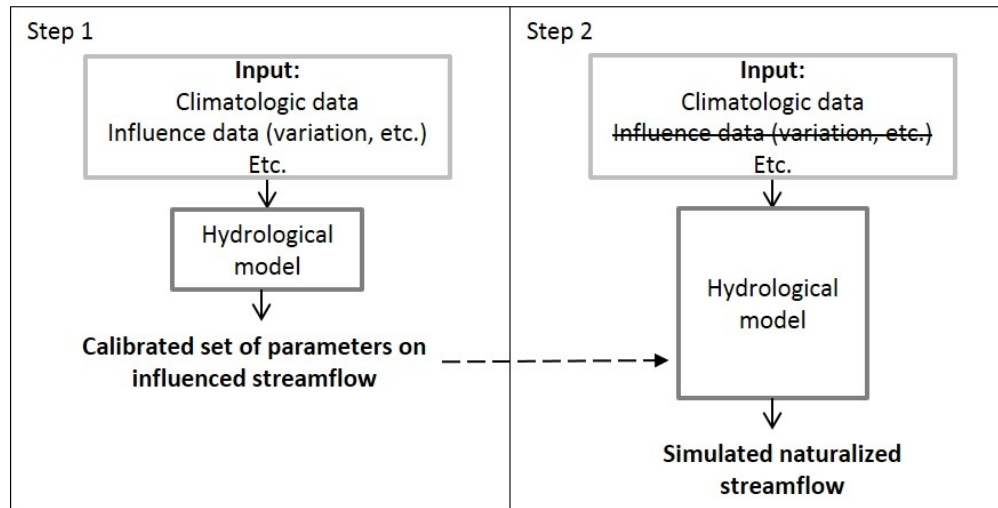 Step 1
Input:
Climatologic data
Influence data (variation, etc.)
Etc.
Hydrological
model
Calibrated set of parameters on
influenced streamflow
Step 2
Input:
Climatologic data
Influence data (variation, etc.)
Etc.
Hydrological
model
Simulated naturalized
streamflow